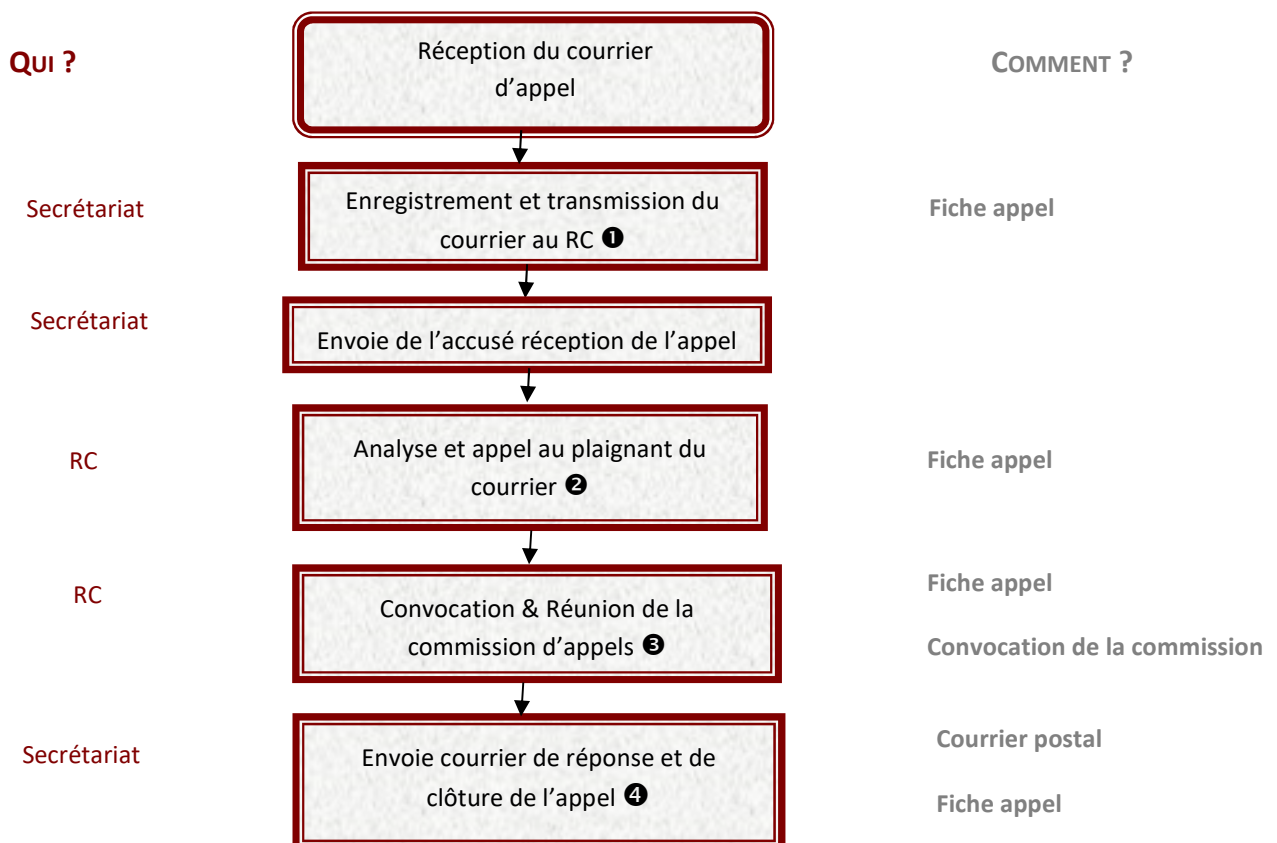 QUI ?
Réception du courrier
d’appel
COMMENT ?
Secrétariat
Enregistrement et transmission du
courrier au RC ❶
Fiche appel
Secrétariat
Envoie de l’accusé réception de l’appel
RC
Analyse et appel au plaignant du
courrier ❷
Fiche appel
RC
Convocation & Réunion de la
commission d’appels ❸
Fiche appel
Convocation de la commission
Secrétariat
Envoie courrier de réponse et de
clôture de l’appel ❹
Courrier postal
Fiche appel